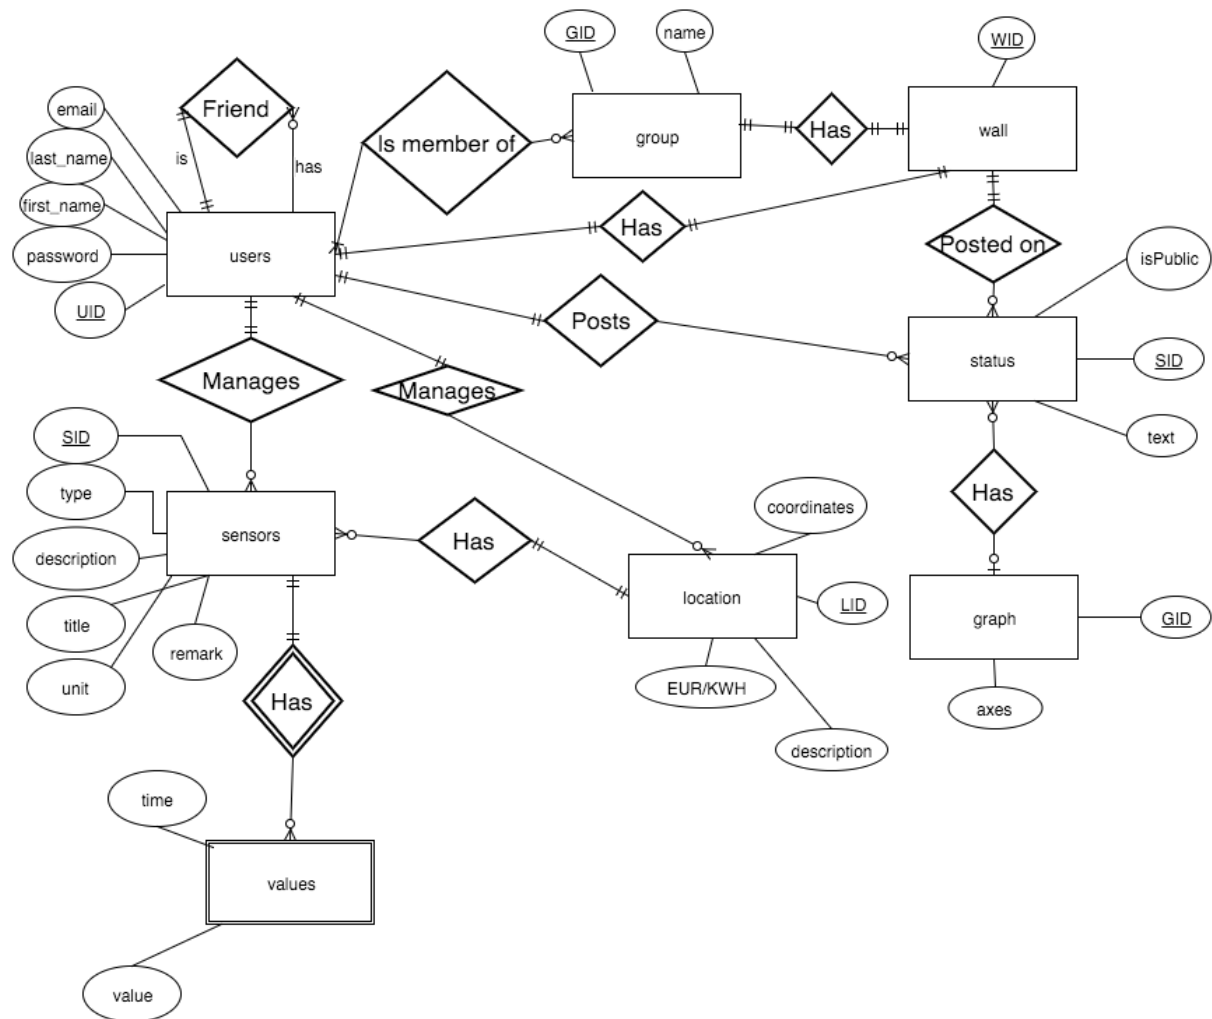 GID
name
WID
email
Friend
last_name
is
has
Is member of
group
Has
wall
first_name
password
users
Has
Posted on
isPublic
UID
Posts
status
SID
Manages
Manages
text
SID
type
sensors
Has
coordinates
Has
description
title
unit
remark
location
LID
graph
GID
EUR/KWH
description
axes
Has
time
values
value